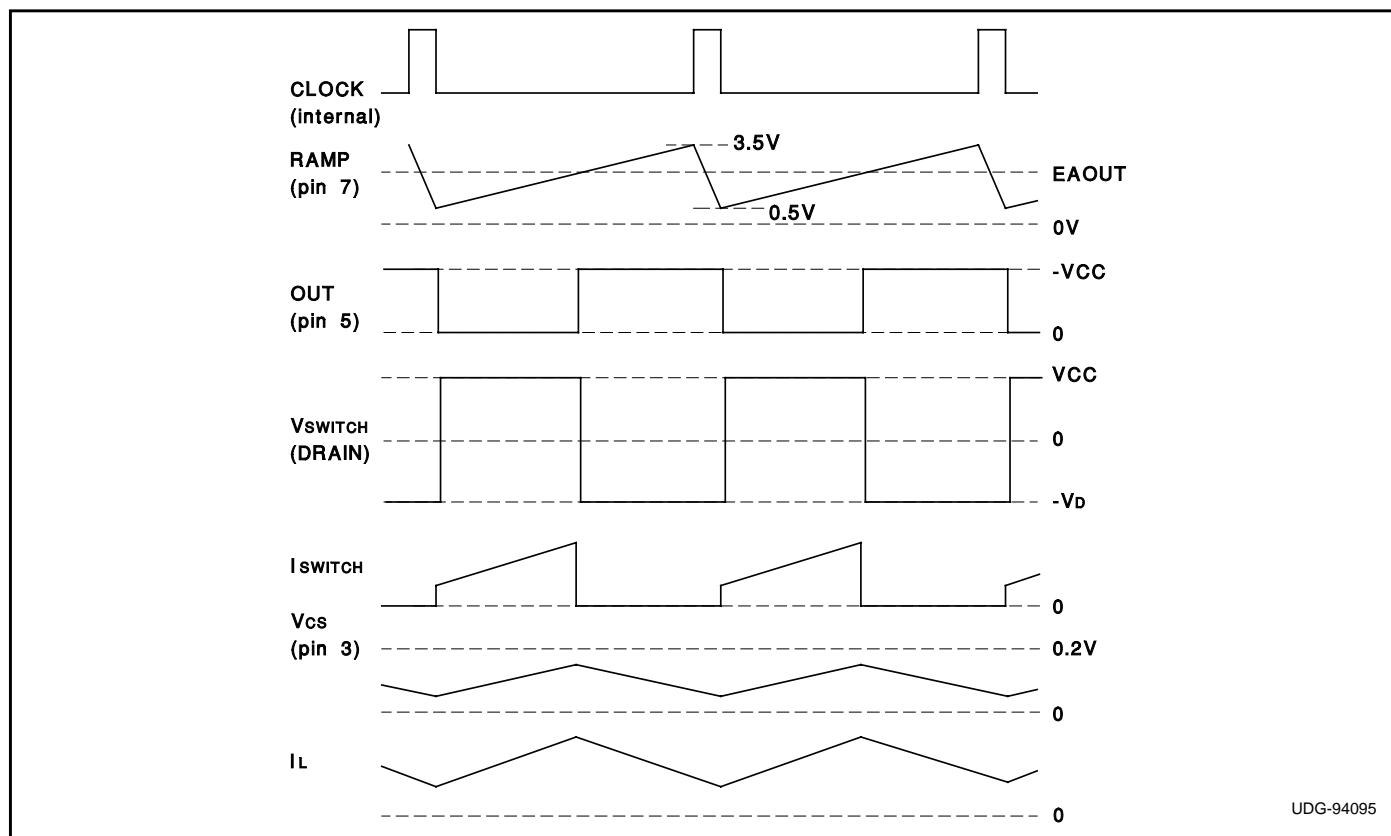 CLOCK
(internal)
RAMP
(pin 7)
3.5V
EAOUT
0.5V
0V
OUT
(pin 5)
-VCC
0
VSWITCH
(DRAIN)
VCC
0
-VD
ISWITCH
0
VCS
(pin 3)
0.2V
0
IL
0
UDG-94095